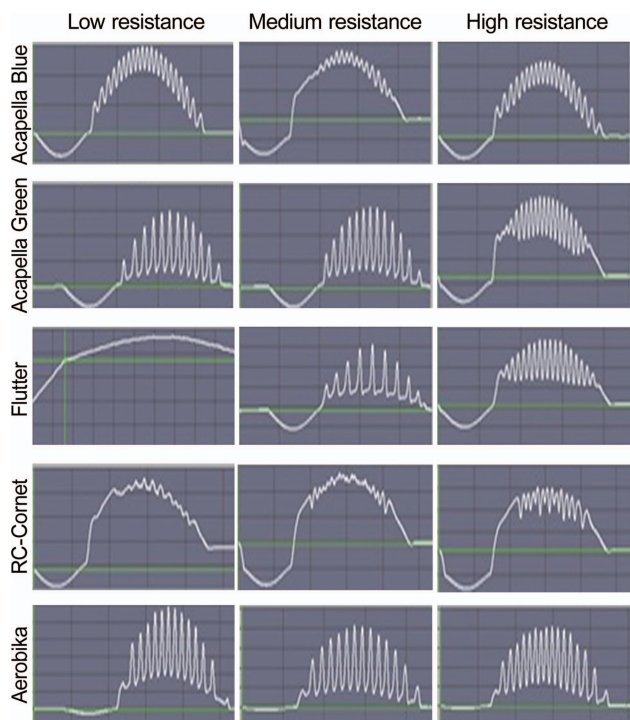 Low resistance Medium resistance High resistance
Acapella Blue
Acapella Green
Flutter
RC-Cornet
Aerobika